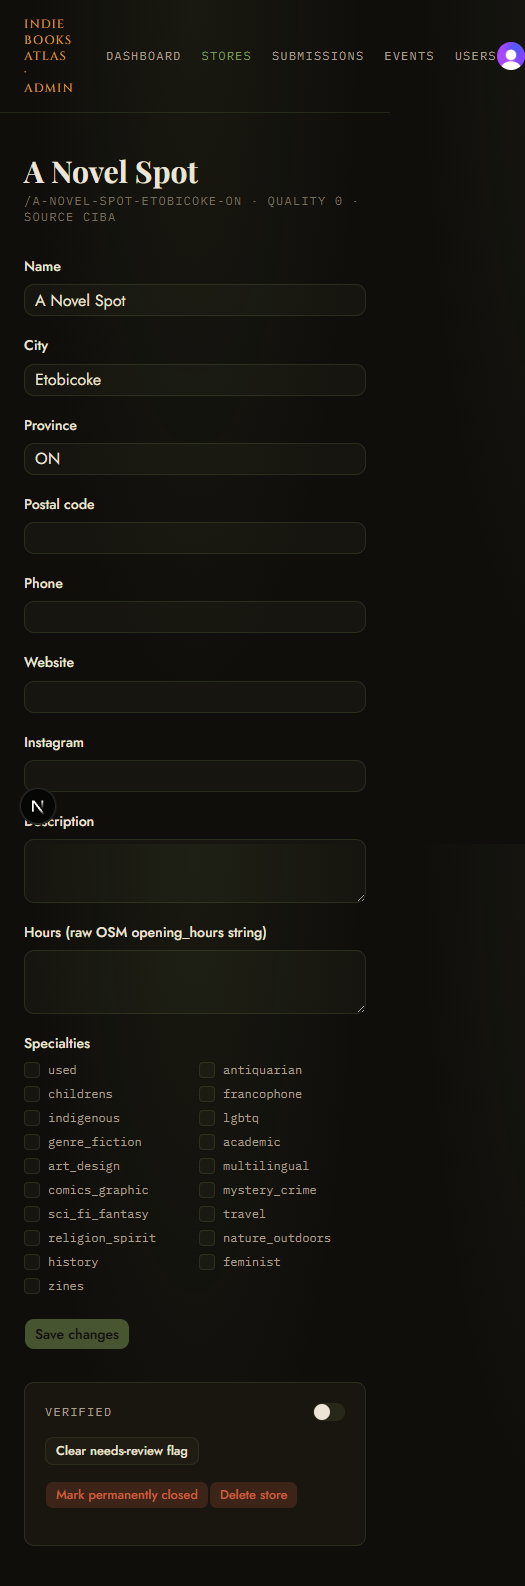 INDIE
BOOKS
ATLAS
·
ADMIN
DASHBOARD STORES SUBMISSIONS EVENTS USERS
A Novel Spot
/A-NOVEL-SPOT-ETOBICOKE-ON · QUALITY 0 ·
SOURCE CIBA
Name
A Novel Spot
City
Etobicoke
Province
ON
Postal code
Phone
Website
Instagram
N
Description
Hours (raw OSM opening_hours string)
Specialties
used antiquarian
childrens francophone
indigenous lgbtq
genre_fiction academic
art_design multilingual
comics_graphic mystery_crime
sci_fi_fantasy travel
religion_spirit nature_outdoors
history feminist
zines
Save changes
VERIFIED
Clear needs-review flag
Mark permanently closed Delete store